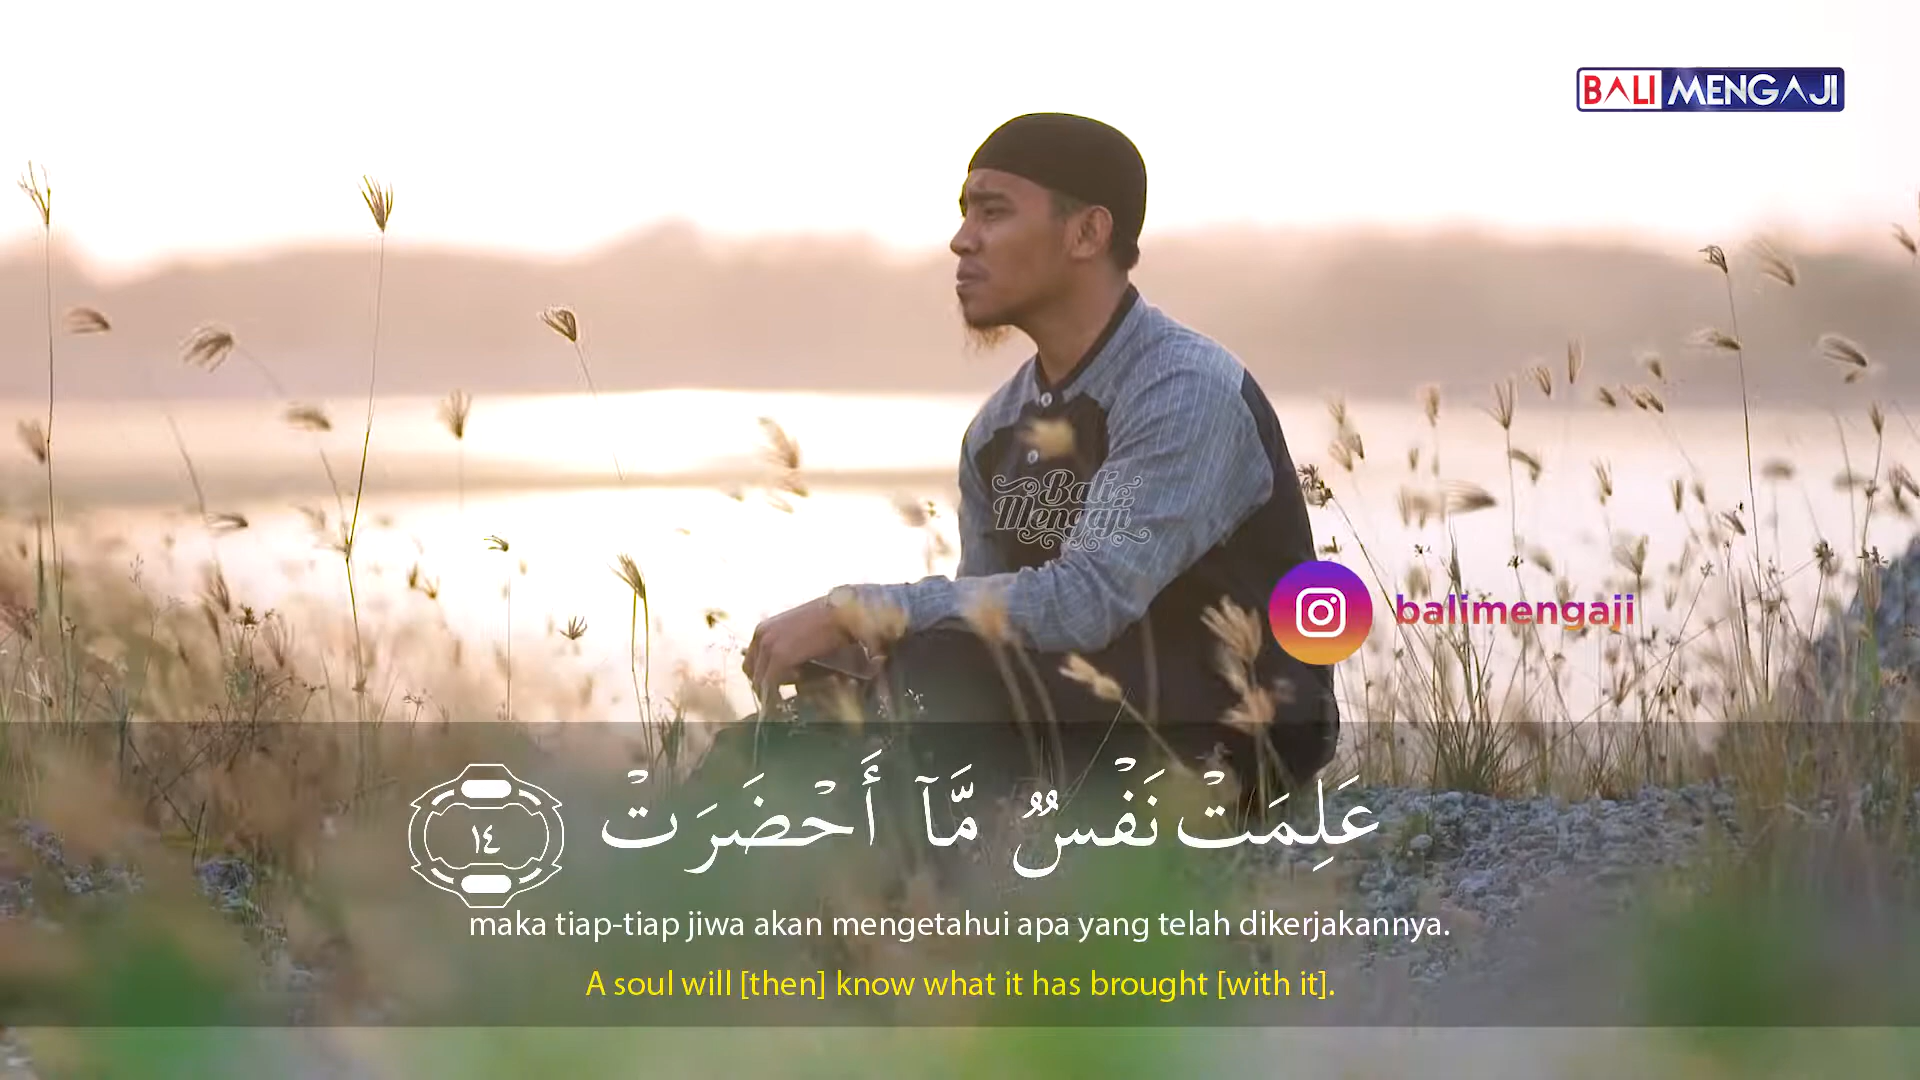 BALI MENGAJI
Bali
Mengaji
balimengaji
عَلِمَتْ نَفْسٌ مَّآ أَحْضَرَتْ ١٤
maka tiap-tiap jiwa akan mengetahui apa yang telah dikerjakannya.
A soul will [then] know what it has brought [with it].